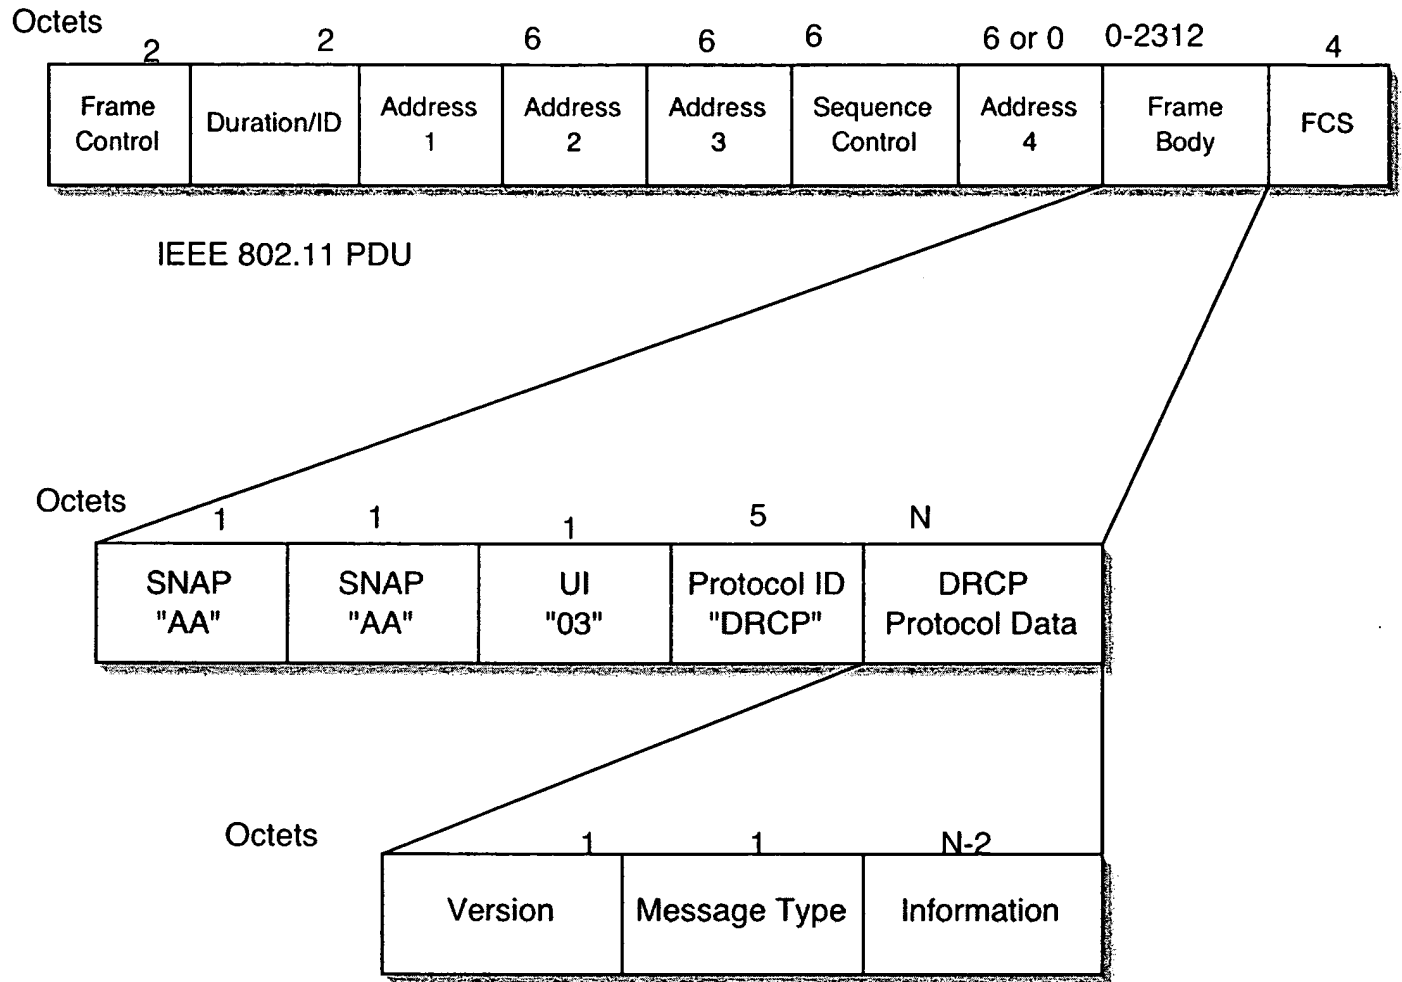 Octets
2 2 6 6 6 6 or 0 0-2312 4
Frame Control Duration/ID Address 1 Address 2 Address 3 Sequence Control Address 4 Frame Body FCS
IEEE 802.11 PDU
Octets
1 1 1 5 N
SNAP "AA" SNAP "AA" UI "03" Protocol ID "DRCP" DRCP Protocol Data
Octets
1 1 N-2
Version Message Type Information